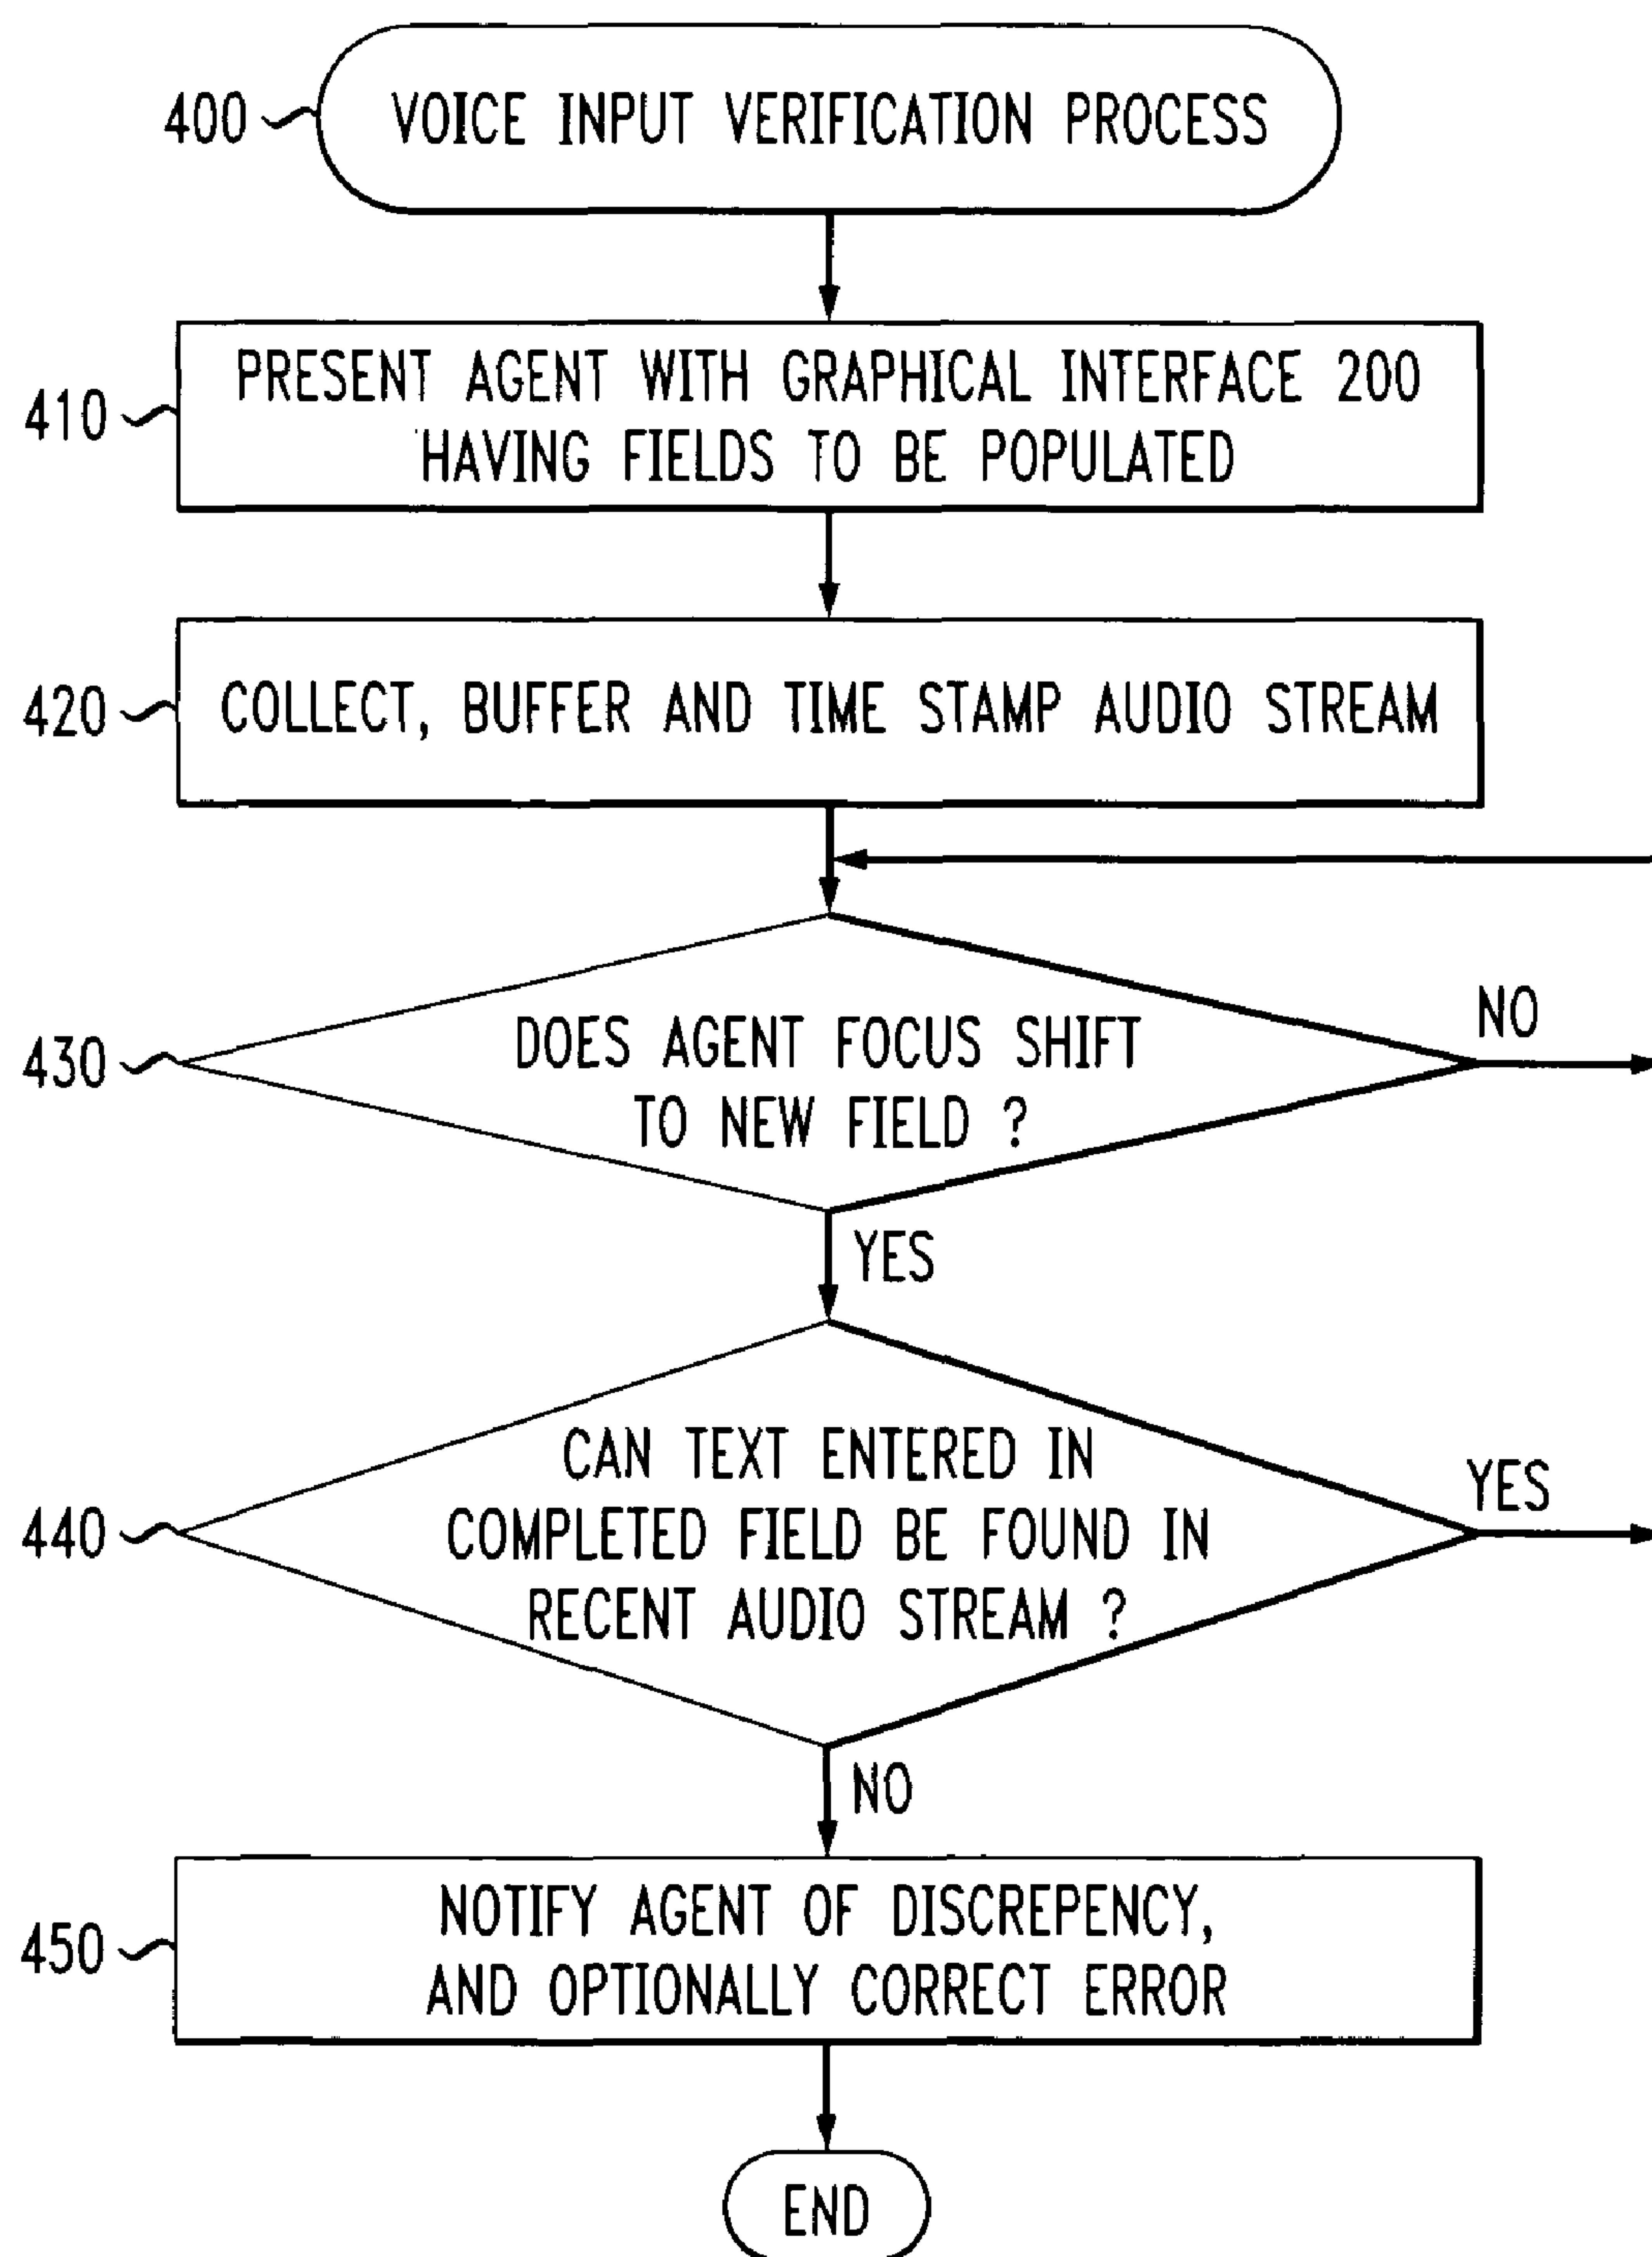 400
VOICE INPUT VERIFICATION PROCESS
410
PRESENT AGENT WITH GRAPHICAL INTERFACE 200
HAVING FIELDS TO BE POPULATED
420
COLLECT, BUFFER AND TIME STAMP AUDIO STREAM
430
DOES AGENT FOCUS SHIFT
TO NEW FIELD ?
NO
YES
440
CAN TEXT ENTERED IN
COMPLETED FIELD BE FOUND IN
RECENT AUDIO STREAM ?
YES
NO
450
NOTIFY AGENT OF DISCREPENCY,
AND OPTIONALLY CORRECT ERROR
END